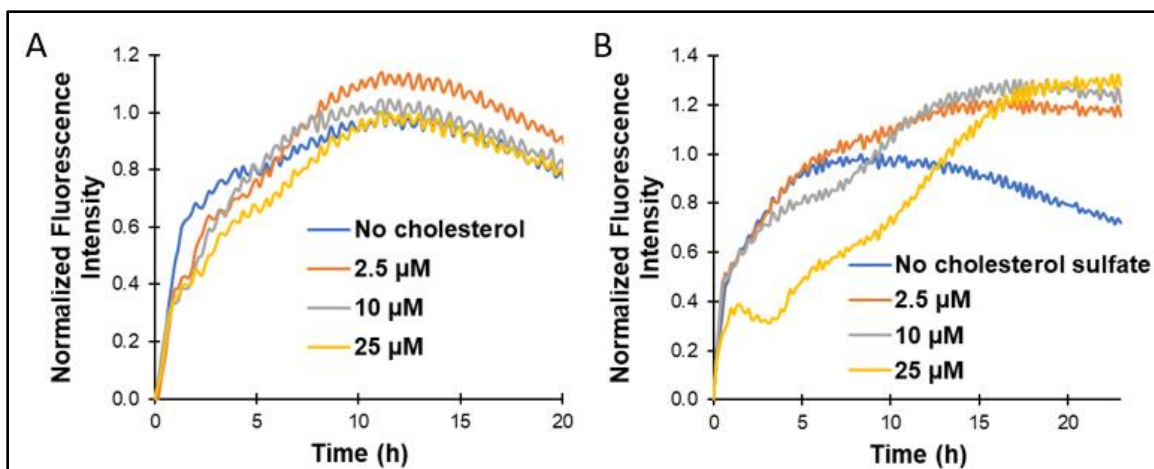 A
Normalized Fluorescence
Intensity
1.2
1.0
0.8
0.6
0.4
0.2
0.0
0
5
10
15
20
Time (h)
No cholesterol
2.5 µM
10 µM
25 µM
B
Normalized Fluorescence
Intensity
1.4
1.2
1.0
0.8
0.6
0.4
0.2
0.0
0
5
10
15
20
Time (h)
No cholesterol sulfate
2.5 µM
10 µM
25 µM